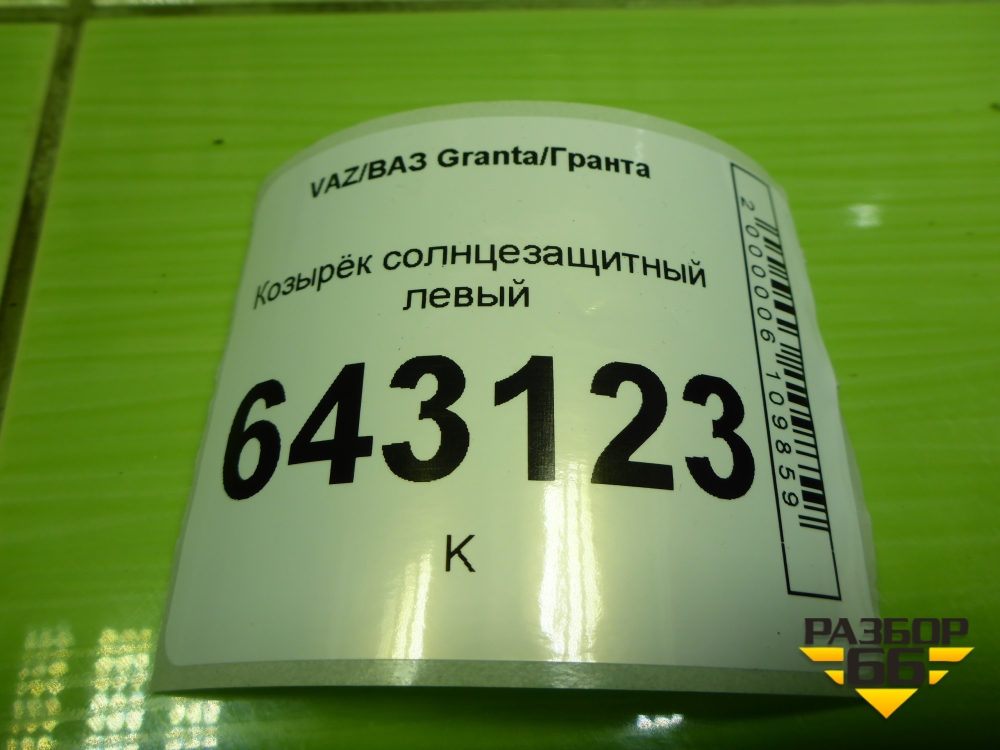 VAZ/ВАЗ Granta/Гранта
Козырёк солнцезащитный
левый
643123
К
2000006109859
РАЗБОР
66